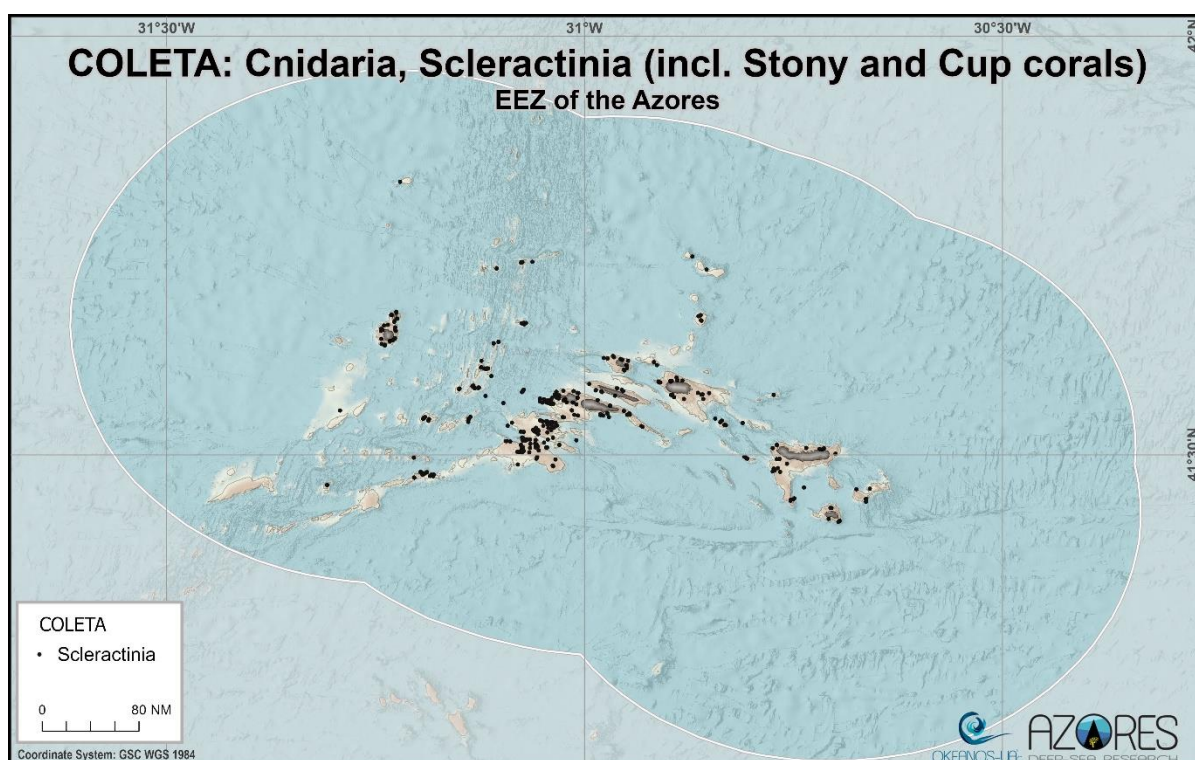 31°30'W 31°W 30°30'W
42°N
COLETA: Cnidaria, Scleractinia (incl. Stony and Cup corals)
EEZ of the Azores
41°30'N
COLETA
Scleractinia
0 80 NM
Coordinate System: GSC WGS 1984
OKEANOS-UAc
AZORES
DEEP SEA RESEARCH